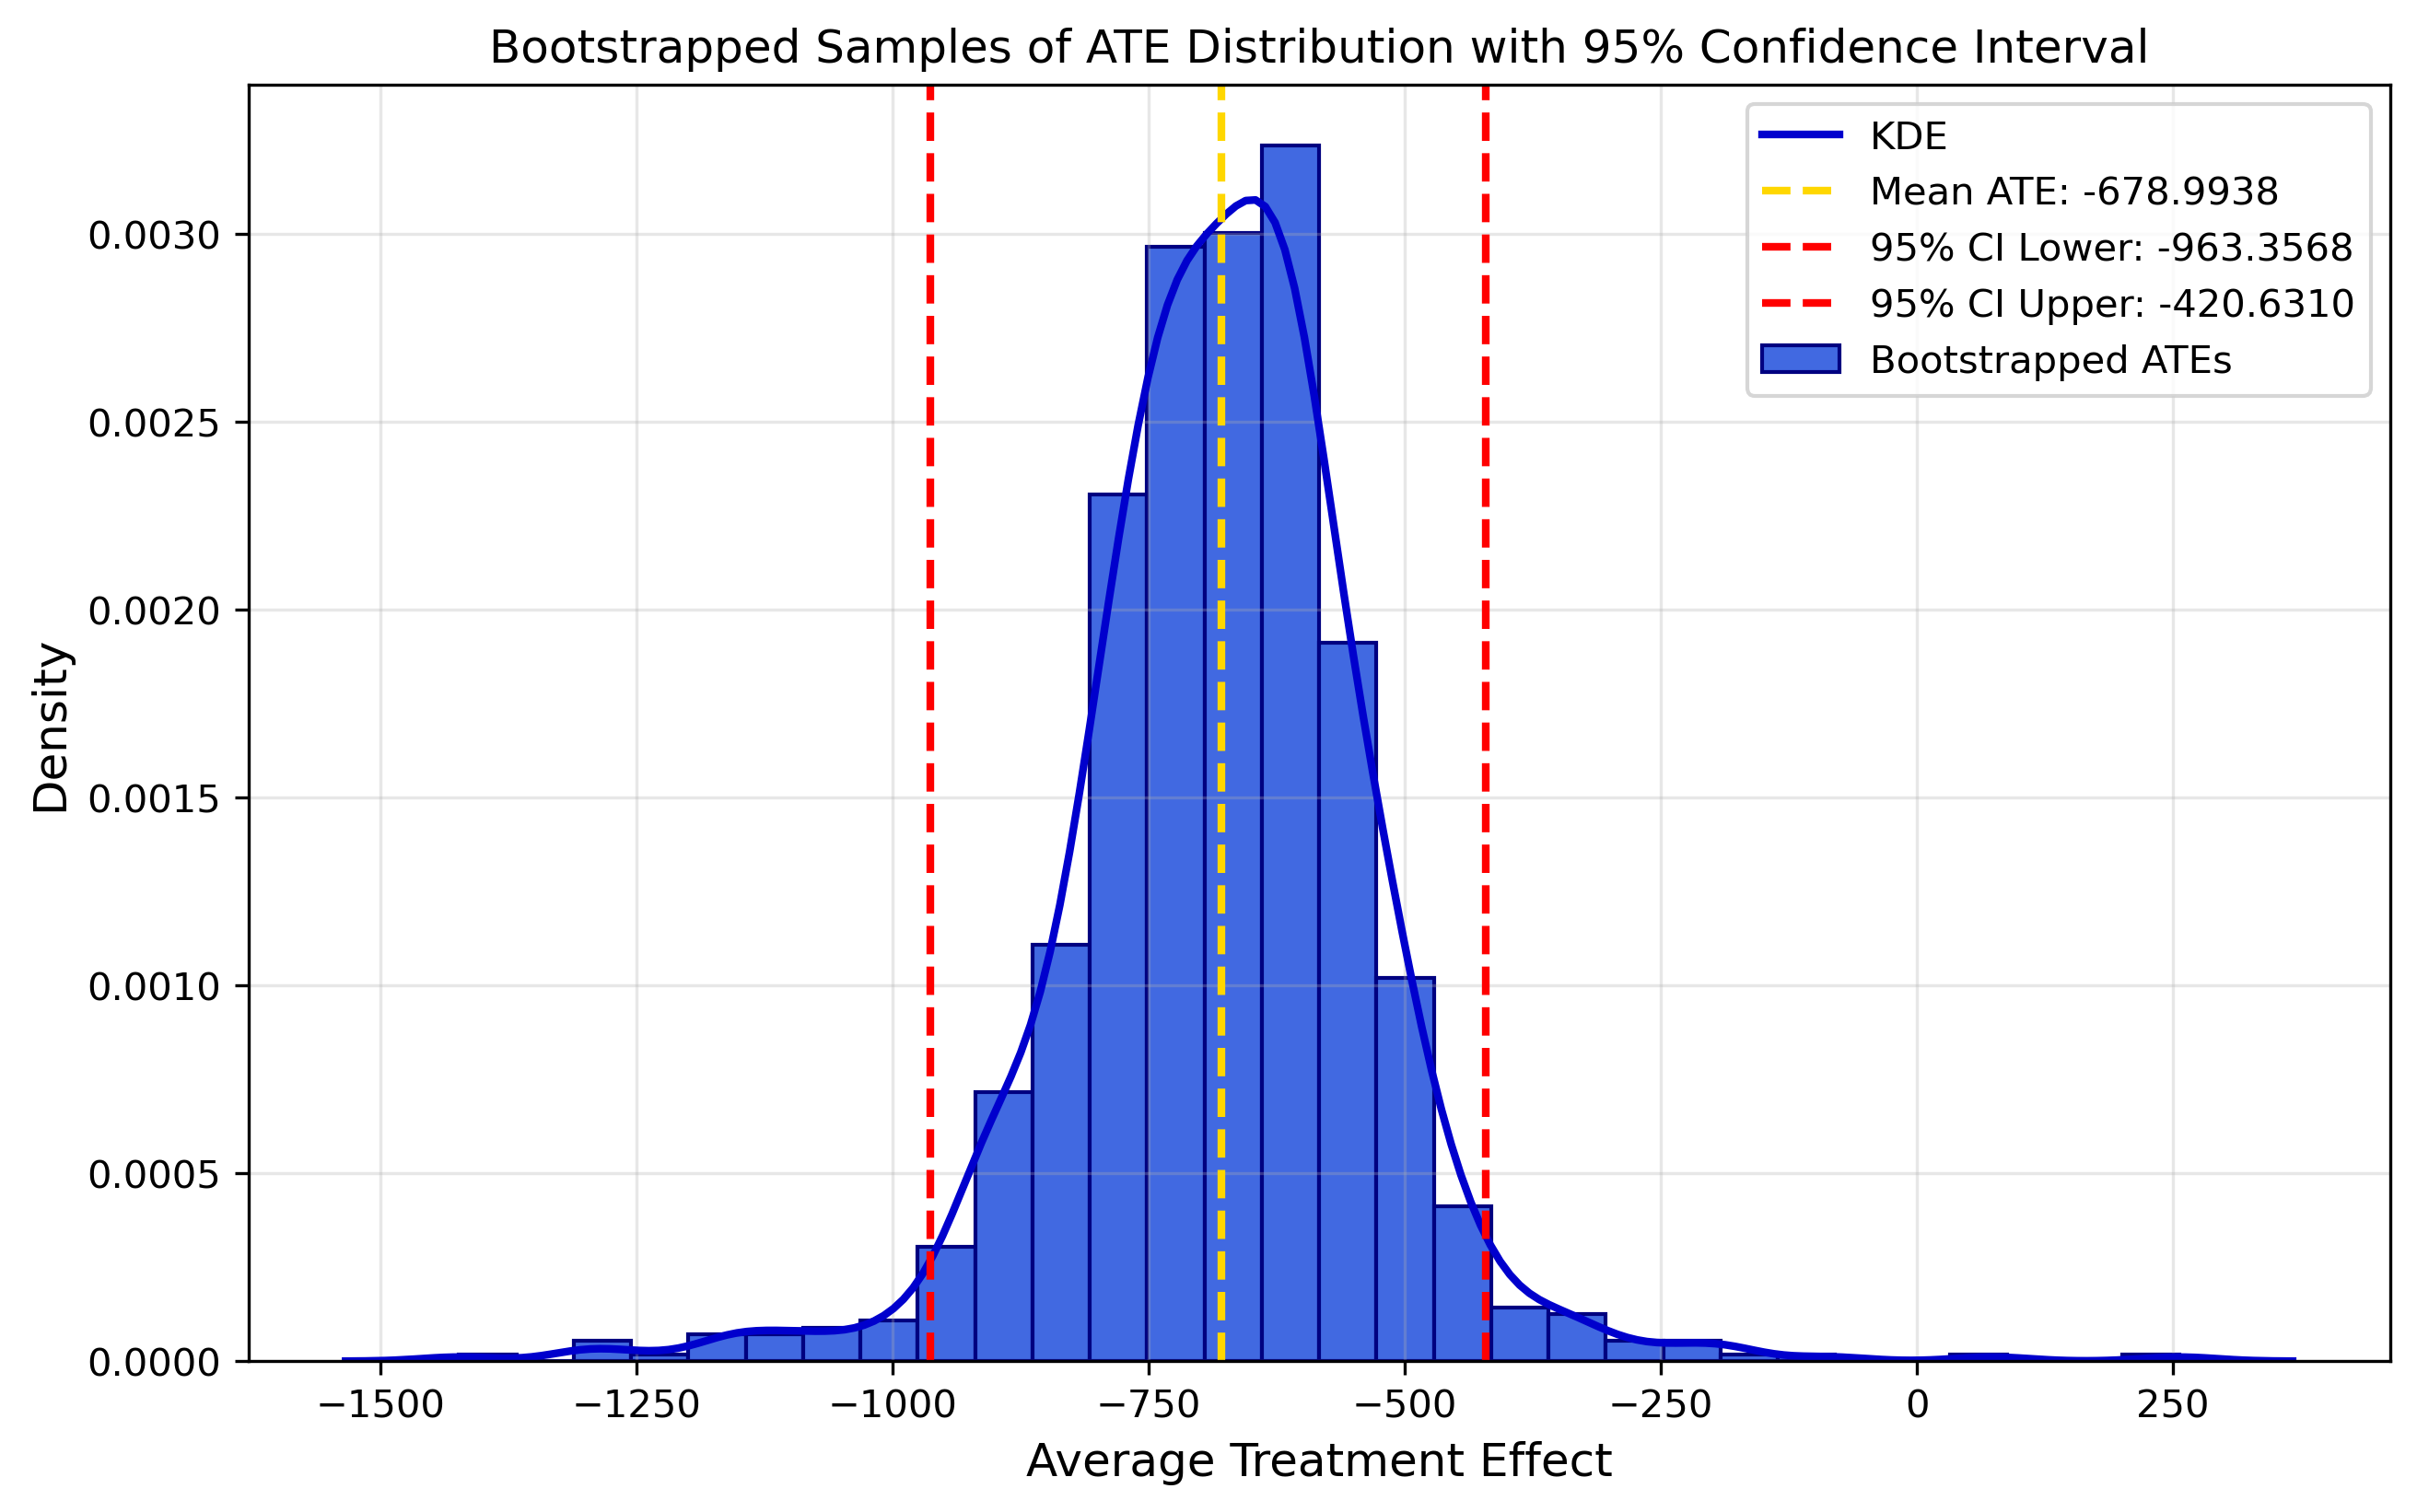 Bootstrapped Samples of ATE Distribution with 95% Confidence Interval
KDE
Mean ATE: -678.9938
95% CI Lower: -963.3568
95% CI Upper: -420.6310
Bootstrapped ATEs
Density
0.0030
0.0025
0.0020
0.0015
0.0010
0.0005
0.0000
−1500 −1250 −1000 −750 −500 −250 0 250
Average Treatment Effect